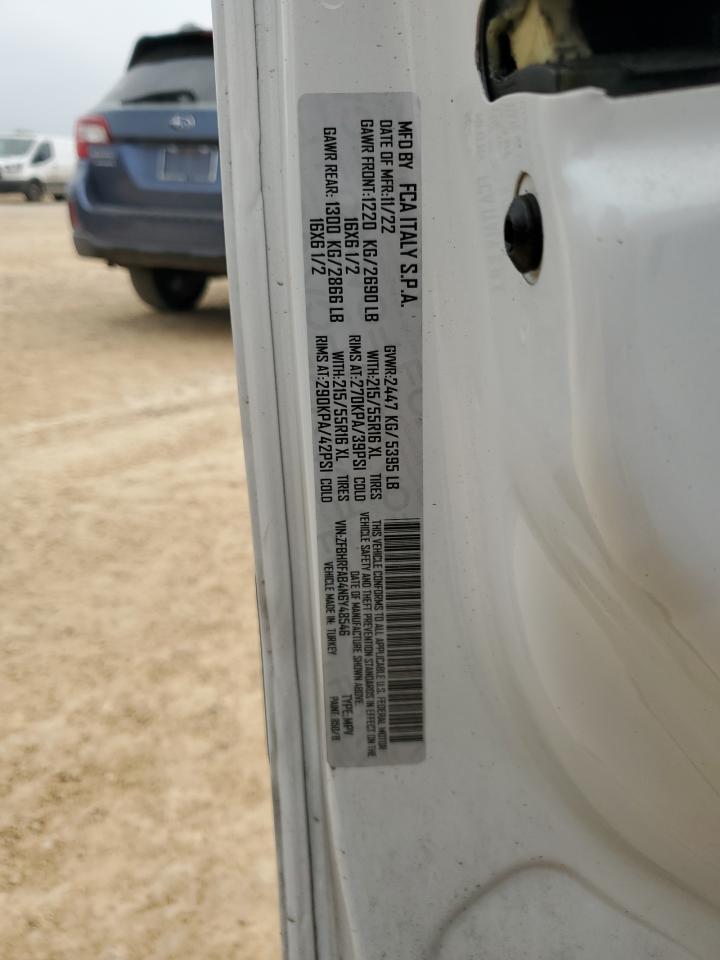 MFD BY FCA ITALY S.P.A.
DATE OF MFR:11/22 GVWR:2447 KG/5395 LB
GAWR FRONT:1220 KG/2690 LB WITH:215/55R16 XL TIRES
16X6 1/2 RIMS AT:270KPA/39PSI COLD
GAWR REAR: 1300 KG/2866 LB WITH:215/55R16 XL TIRES
16X6 1/2 RIMS AT:290KPA/42PSI COLD
THIS VEHICLE CONFORMS TO ALL APPLICABLE U.S. FEDERAL MOTOR
VEHICLE SAFETY AND THEFT PREVENTION STANDARDS IN EFFECT ON THE
DATE OF MANUFACTURE SHOWN ABOVE.
VIN:ZFBHRFAB4N6Y48546 TYPE:MPV
VEHICLE MADE IN: TURKEY PAINT: